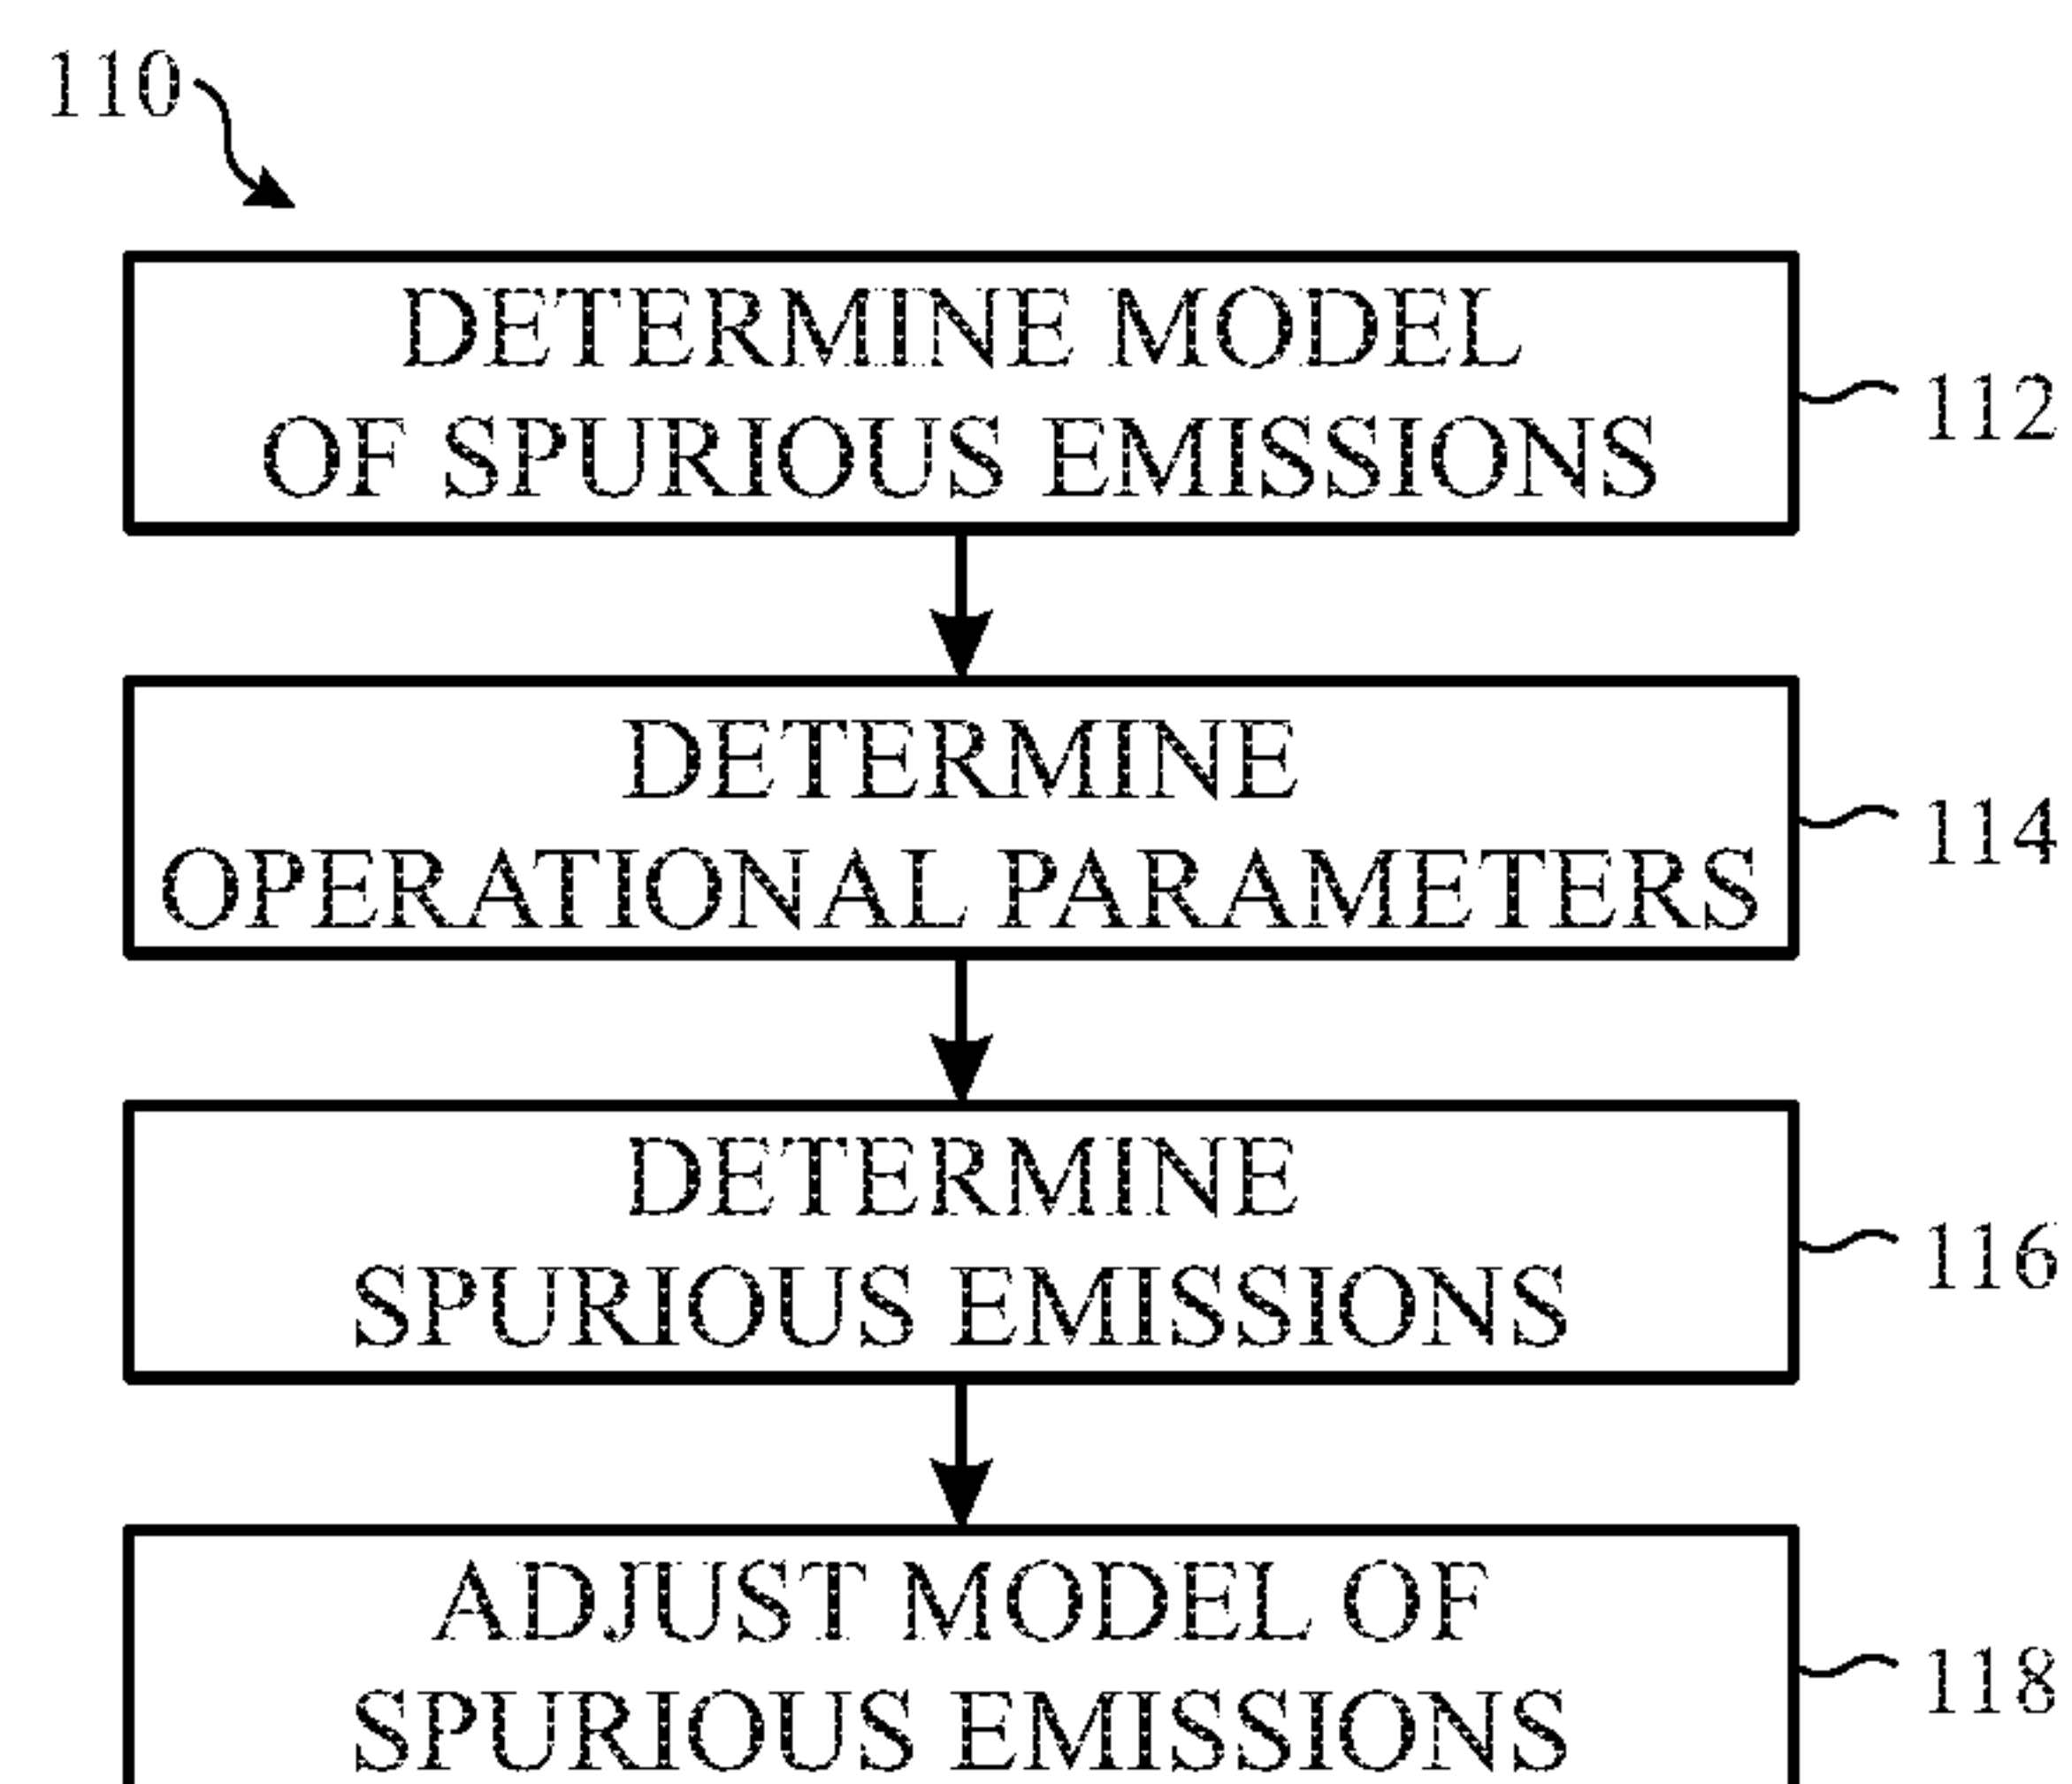 110
DETERMINE MODEL
OF SPURIOUS EMISSIONS
112
DETERMINE
OPERATIONAL PARAMETERS
114
DETERMINE
SPURIOUS EMISSIONS
116
ADJUST MODEL OF
SPURIOUS EMISSIONS
118